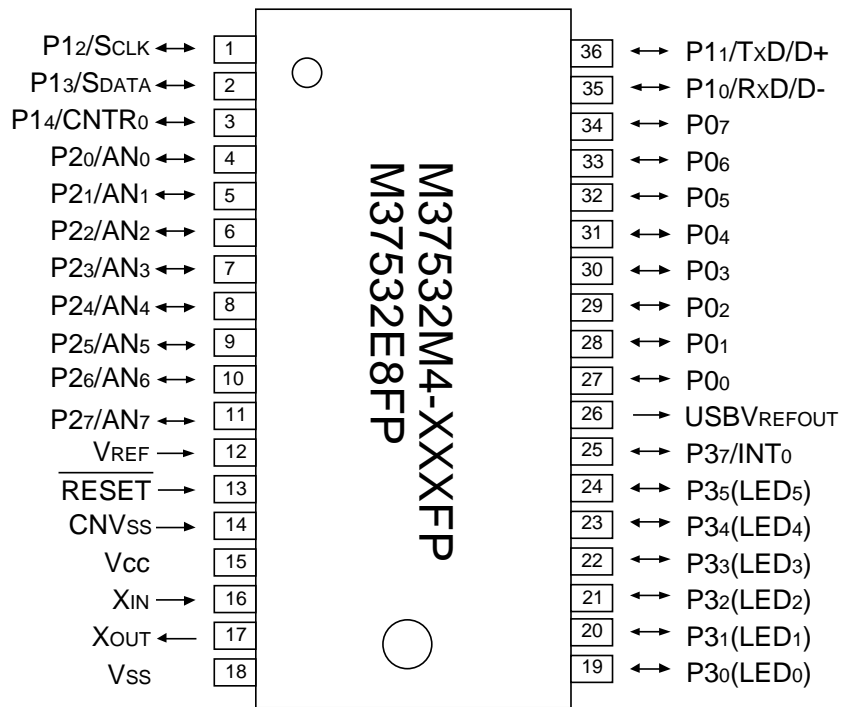 P12/SCLK 1
P13/SDATA 2
P14/CNTR0 3
P20/AN0 4
P21/AN1 5
P22/AN2 6
P23/AN3 7
P24/AN4 8
P25/AN5 9
P26/AN6 10
P27/AN7 11
VREF 12
RESET 13
CNVSS 14
Vcc 15
XIN 16
XOUT 17
VSS 18
M37532M4-XXXFP
M37532E8FP
36 P11/TXD/D+
35 P10/RXD/D-
34 P07
33 P06
32 P05
31 P04
30 P03
29 P02
28 P01
27 P00
26 USBVREFOUT
25 P37/INT0
24 P35(LED5)
23 P34(LED4)
22 P33(LED3)
21 P32(LED2)
20 P31(LED1)
19 P30(LED0)